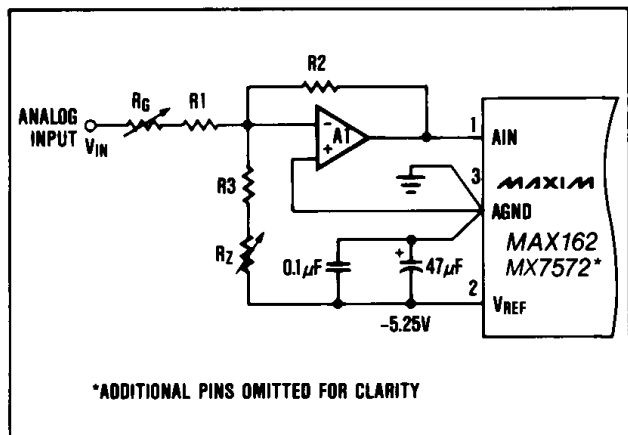 R2
ANALOG INPUT
VIN
RG
R1
-
A1
+
1
AIN
3
MAXIM
AGND
R3
MAX162
MX7572*
RZ
0.1µF
+
47µF
2
VREF
-5.25V
*ADDITIONAL PINS OMITTED FOR CLARITY